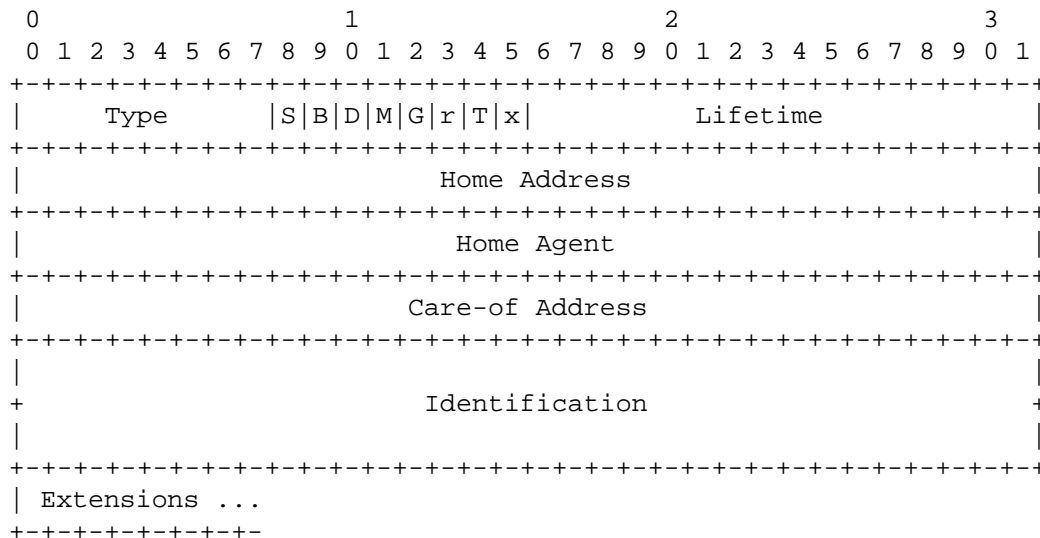 0                   1                   2                   3
 0 1 2 3 4 5 6 7 8 9 0 1 2 3 4 5 6 7 8 9 0 1 2 3 4 5 6 7 8 9 0 1
+-+-+-+-+-+-+-+-+-+-+-+-+-+-+-+-+-+-+-+-+-+-+-+-+-+-+-+-+-+-+-+-+
|     Type      |S|B|D|M|G|r|T|x|          Lifetime             |
+-+-+-+-+-+-+-+-+-+-+-+-+-+-+-+-+-+-+-+-+-+-+-+-+-+-+-+-+-+-+-+-+
|                          Home Address                         |
+-+-+-+-+-+-+-+-+-+-+-+-+-+-+-+-+-+-+-+-+-+-+-+-+-+-+-+-+-+-+-+-+
|                           Home Agent                          |
+-+-+-+-+-+-+-+-+-+-+-+-+-+-+-+-+-+-+-+-+-+-+-+-+-+-+-+-+-+-+-+-+
|                        Care-of Address                        |
+-+-+-+-+-+-+-+-+-+-+-+-+-+-+-+-+-+-+-+-+-+-+-+-+-+-+-+-+-+-+-+-+
|                                                               |
+                         Identification                        +
|                                                               |
+-+-+-+-+-+-+-+-+-+-+-+-+-+-+-+-+-+-+-+-+-+-+-+-+-+-+-+-+-+-+-+-+
| Extensions ...
+-+-+-+-+-+-+-+-